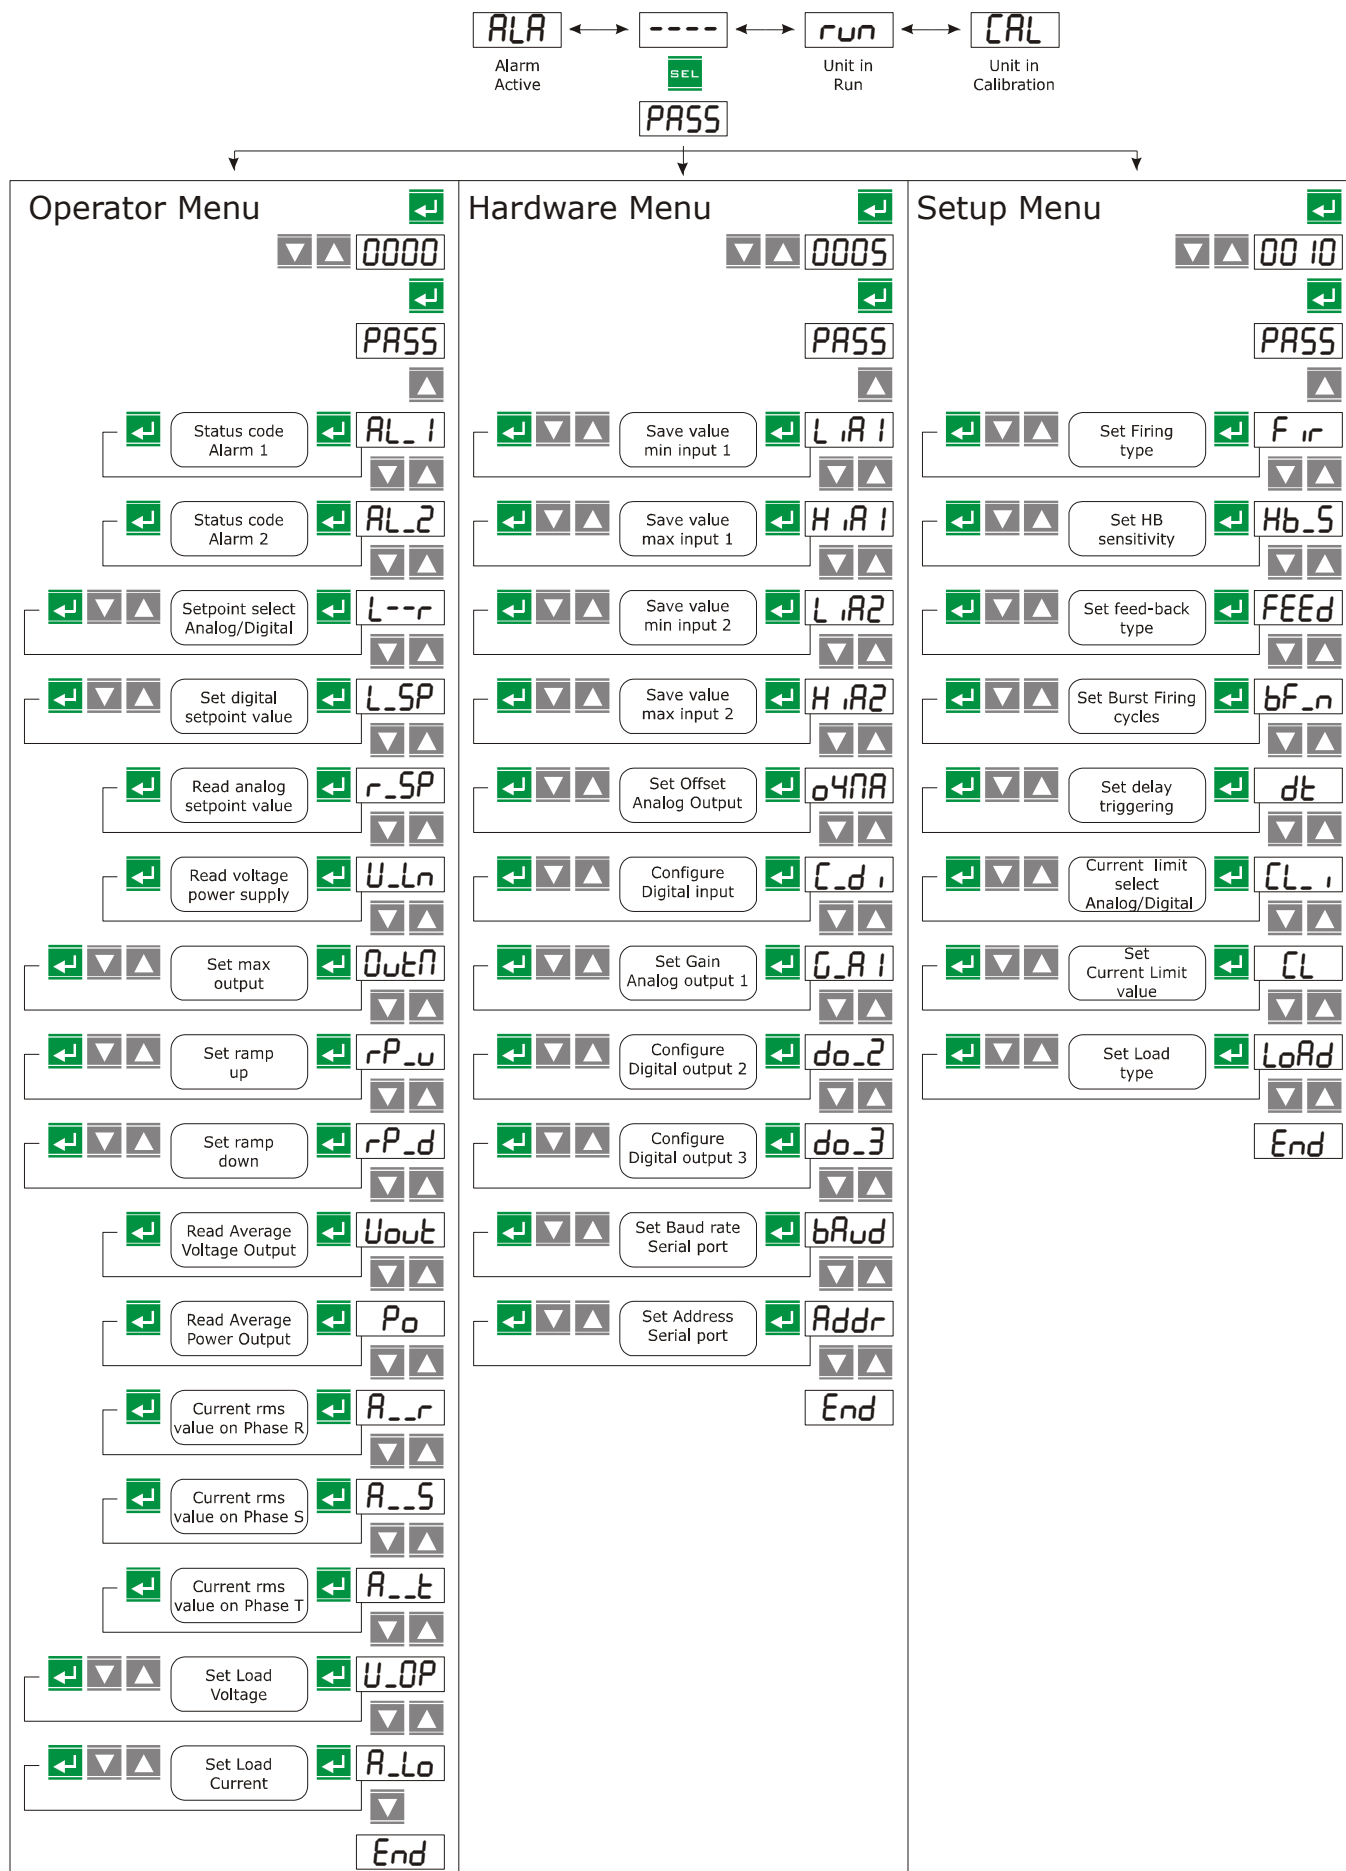 ALA
----
run
CAL
Alarm
Active
SEL
Unit in
Run
Unit in
Calibration
PASS
Operator Menu
0000
PASS
Status code
Alarm 1
AL_1
Status code
Alarm 2
AL_2
Setpoint select
Analog/Digital
L--r
Set digital
setpoint value
L_SP
Read analog
setpoint value
r_SP
Read voltage
power supply
U_Ln
Set max
output
OutM
Set ramp
up
rP_u
Set ramp
down
rP_d
Read Average
Voltage Output
Uout
Read Average
Power Output
Po
Current rms
value on Phase R
A__r
Current rms
value on Phase S
A__S
Current rms
value on Phase T
A__t
Set Load
Voltage
U_OP
Set Load
Current
A_Lo
End
Hardware Menu
0005
PASS
Save value
min input 1
LiA1
Save value
max input 1
HiA1
Save value
min input 2
LiA2
Save value
max input 2
HiA2
Set Offset
Analog Output
o4MA
Configure
Digital input
C_di
Set Gain
Analog output 1
G_A1
Configure
Digital output 2
do_2
Configure
Digital output 3
do_3
Set Baud rate
Serial port
bAud
Set Address
Serial port
Addr
End
Setup Menu
0010
PASS
Set Firing
type
Fir
Set HB
sensitivity
Hb_S
Set feed-back
type
FEEd
Set Burst Firing
cycles
bF_n
Set delay
triggering
dt
Current limit
select
Analog/Digital
CL_i
Set
Current Limit
value
CL
Set Load
type
LoAd
End